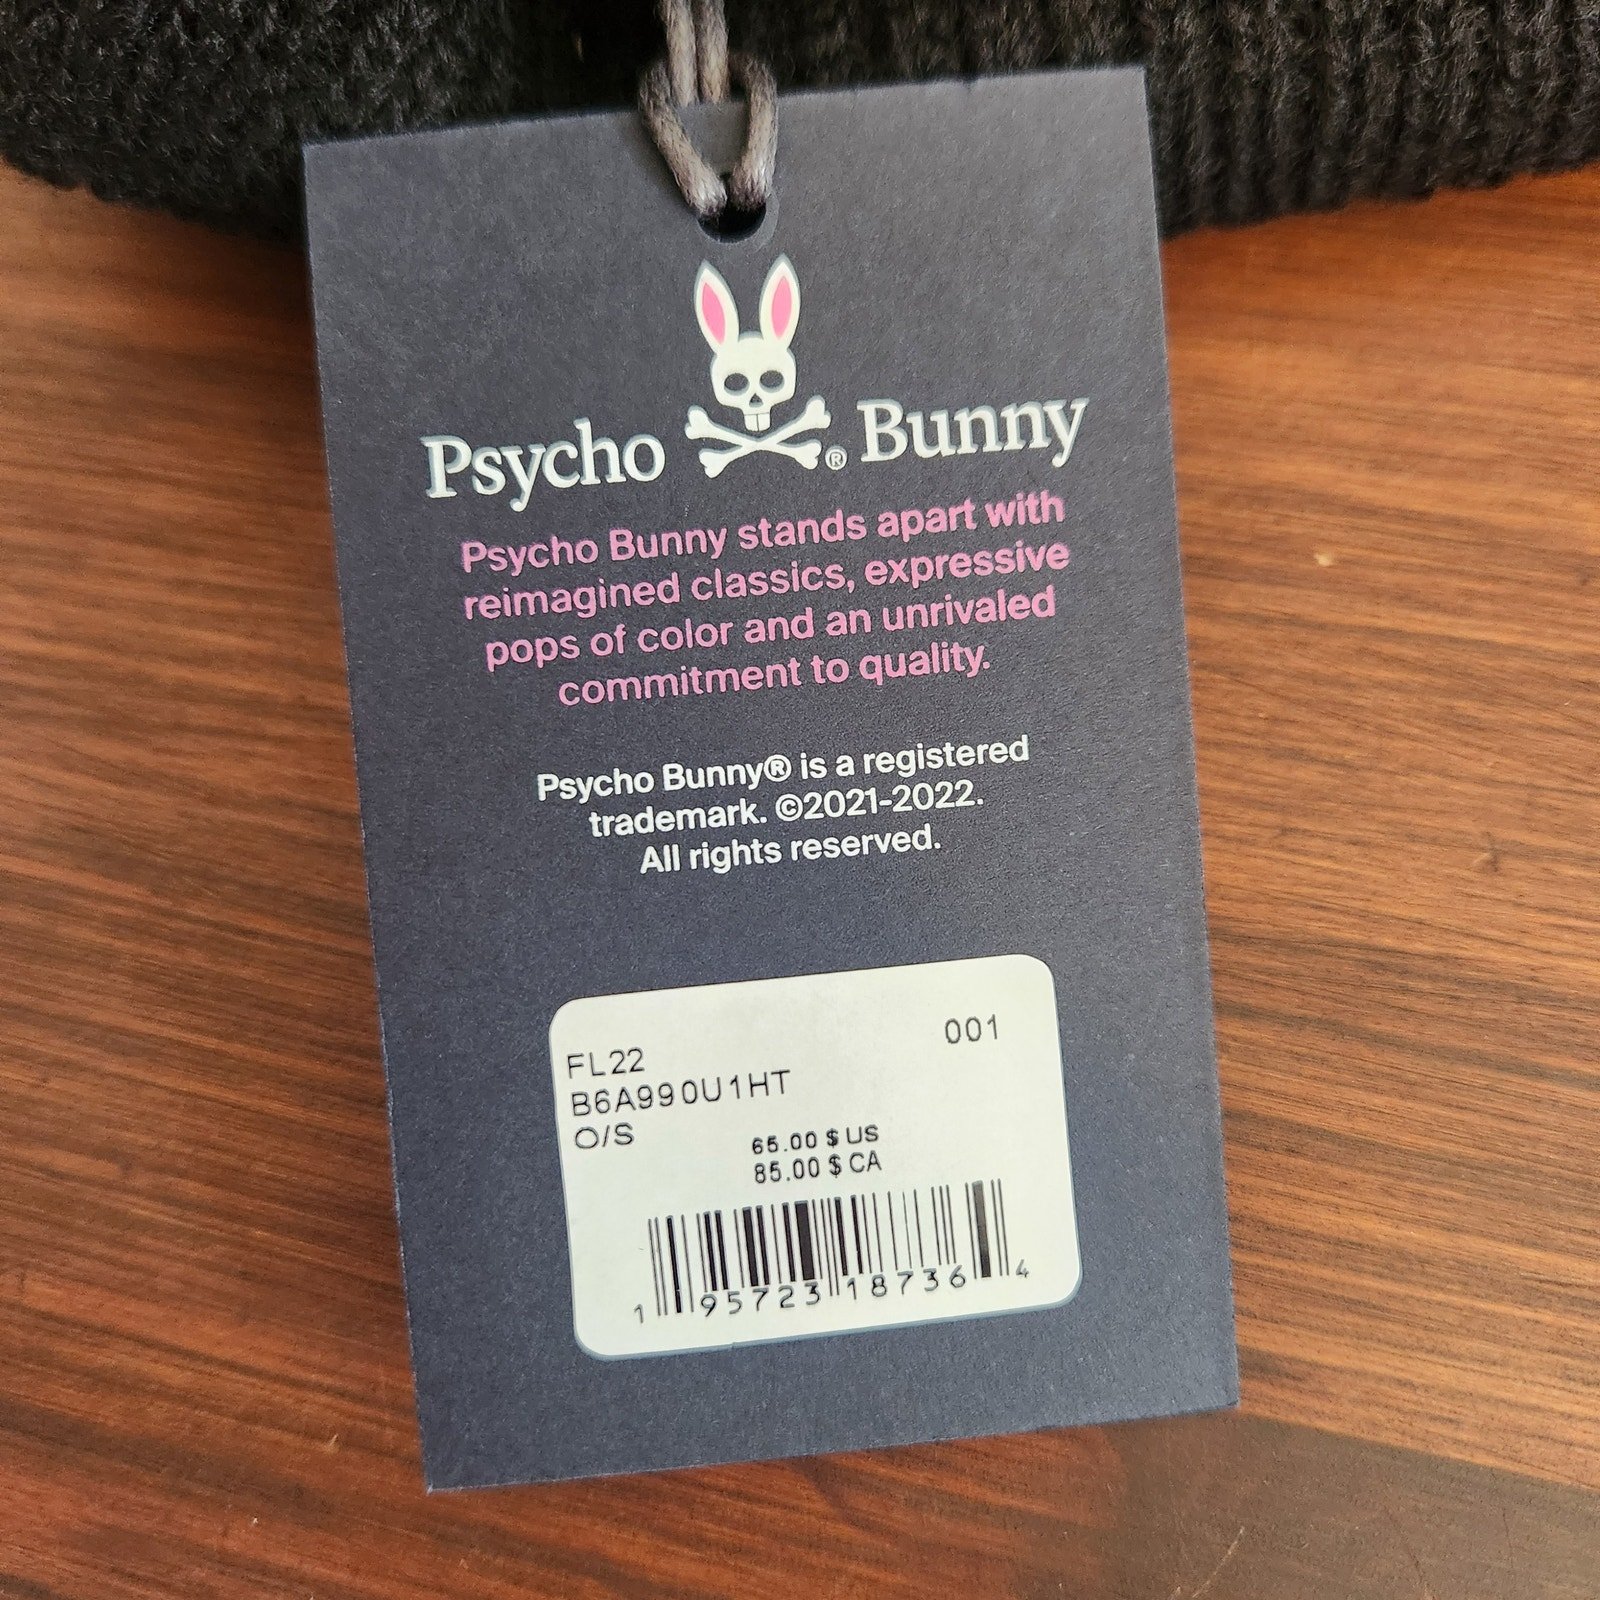 Psycho ® Bunny
Psycho Bunny stands apart with
reimagined classics, expressive
pops of color and an unrivaled
commitment to quality.
Psycho Bunny® is a registered
trademark. ©2021-2022.
All rights reserved.
FL22 001
B6A990U1HT
O/S
65.00 $ US
85.00 $ CA
1 95723 18736 4